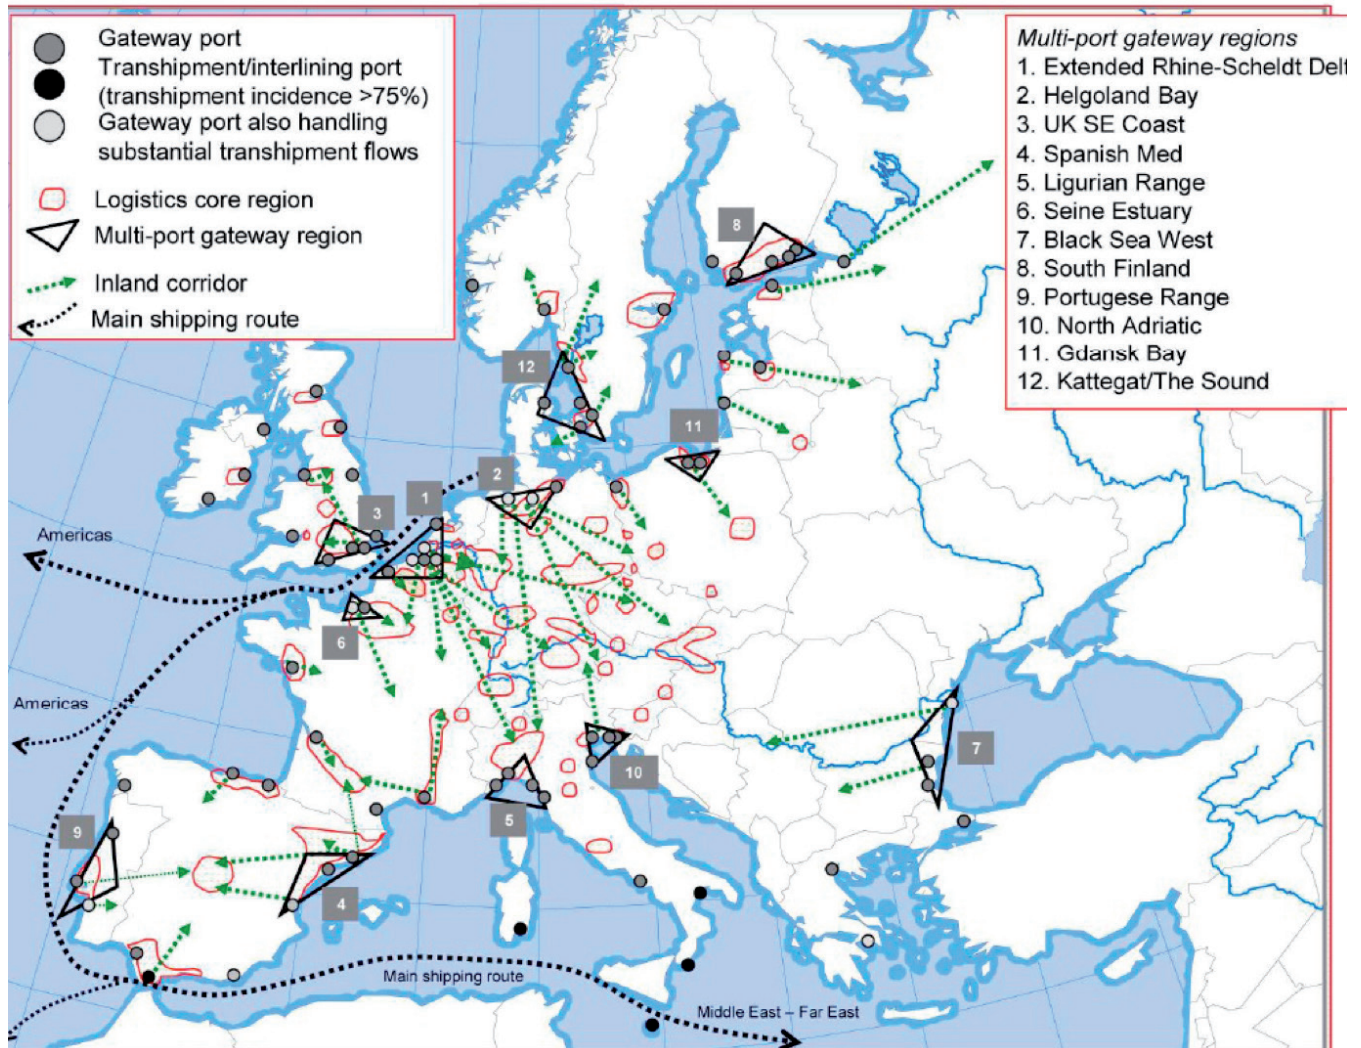 Gateway port
Transhipment/interlining port
(transhipment incidence >75%)
Gateway port also handling
substantial transhipment flows
Logistics core region
Multi-port gateway region
Inland corridor
Main shipping route
Multi-port gateway regions
1. Extended Rhine-Scheldt Delt
2. Helgoland Bay
3. UK SE Coast
4. Spanish Med
5. Ligurian Range
6. Seine Estuary
7. Black Sea West
8. South Finland
9. Portugese Range
10. North Adriatic
11. Gdansk Bay
12. Kattegat/The Sound
8
12
11
2
1
3
Americas
6
Americas
7
10
5
9
4
Main shipping route
Middle East – Far East